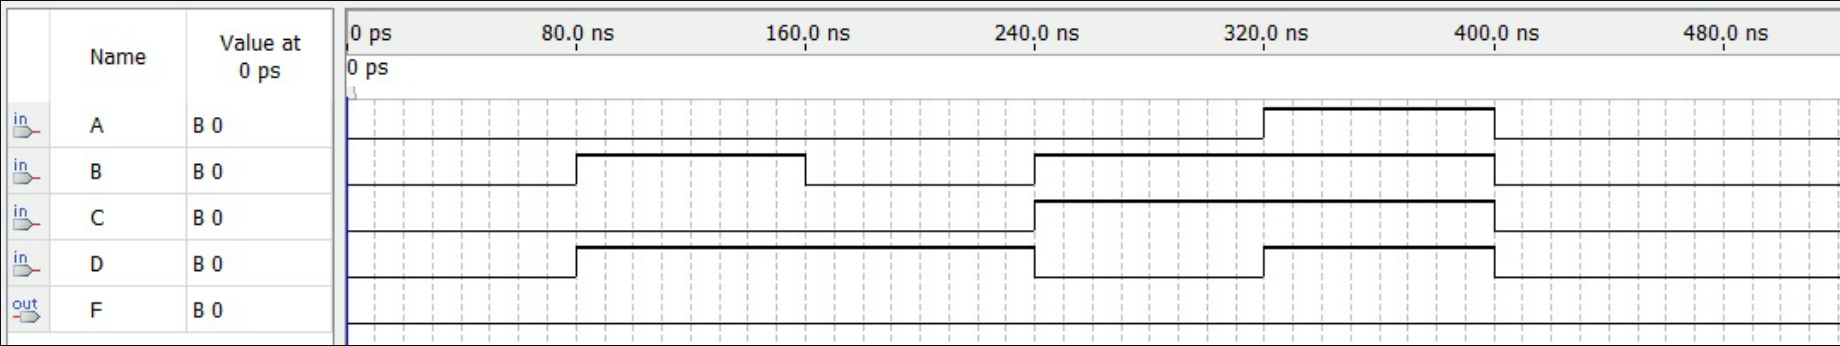 Name Value at 0 ps
0 ps 80.0 ns 160.0 ns 240.0 ns 320.0 ns 400.0 ns 480.0 ns
0 ps
in A B 0
in B B 0
in C B 0
in D B 0
out F B 0